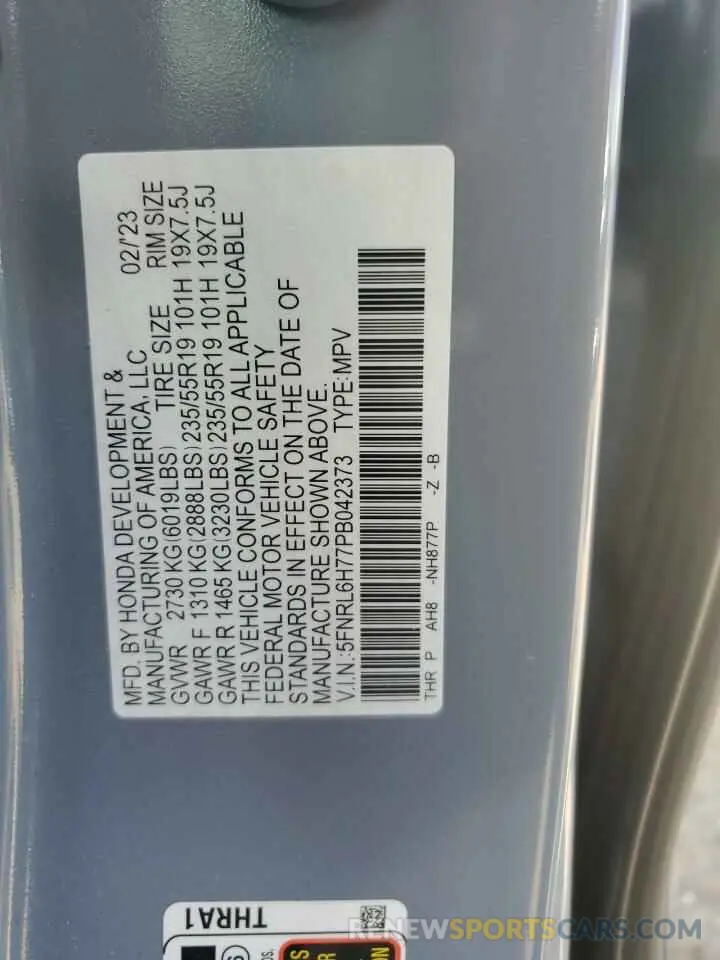 MFD. BY HONDA DEVELOPMENT & 02/'23
MANUFACTURING OF AMERICA, LLC
GVWR 2730 KG(6019LBS) TIRE SIZE RIM SIZE
GAWR F 1310 KG(2888LBS)235/55R19 101H 19X7.5J
GAWR R 1465 KG(3230LBS)235/55R19 101H 19X7.5J
THIS VEHICLE CONFORMS TO ALL APPLICABLE
FEDERAL MOTOR VEHICLE SAFETY
STANDARDS IN EFFECT ON THE DATE OF
MANUFACTURE SHOWN ABOVE.
V.I.N.:5FNRL6H77PB042373 TYPE:MPV
THR P AH8 -NH877P -Z -B
THRA1
RENEWSPORTSCARS.COM